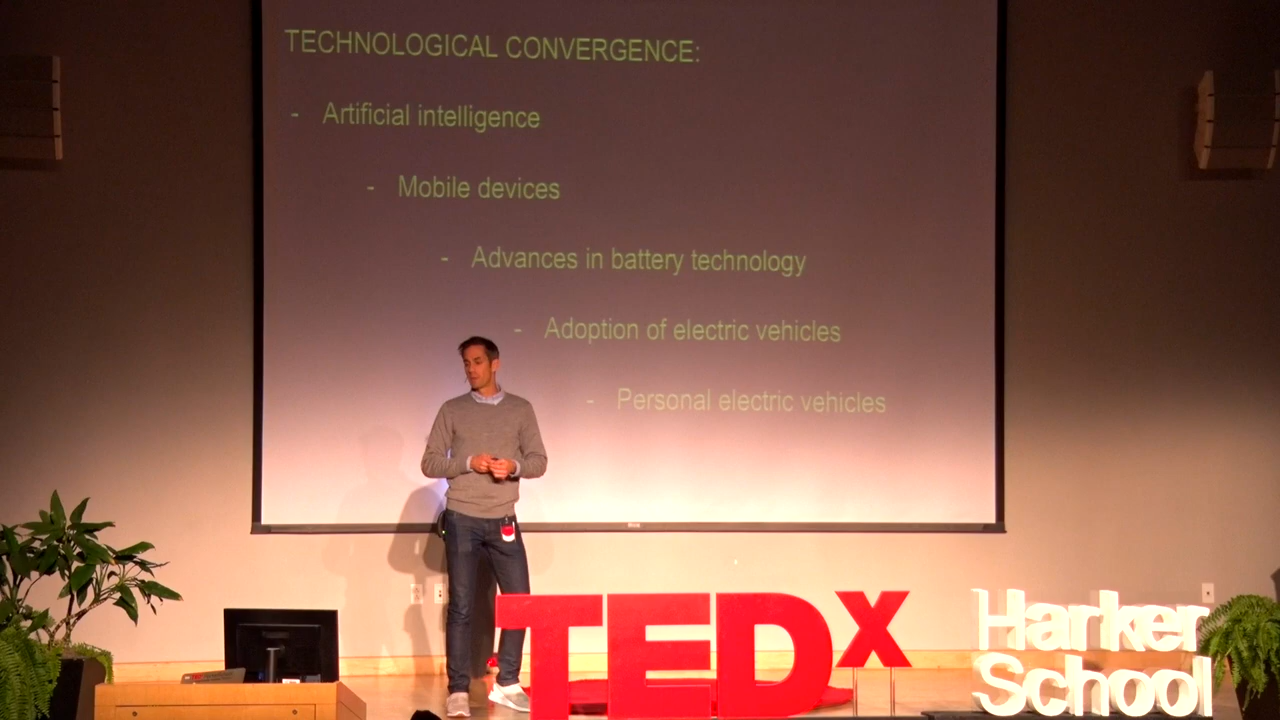 TECHNOLOGICAL CONVERGENCE:
- Artificial intelligence
- Mobile devices
- Advances in battery technology
- Adoption of electric vehicles
- Personal electric vehicles
TEDx
Harker
School